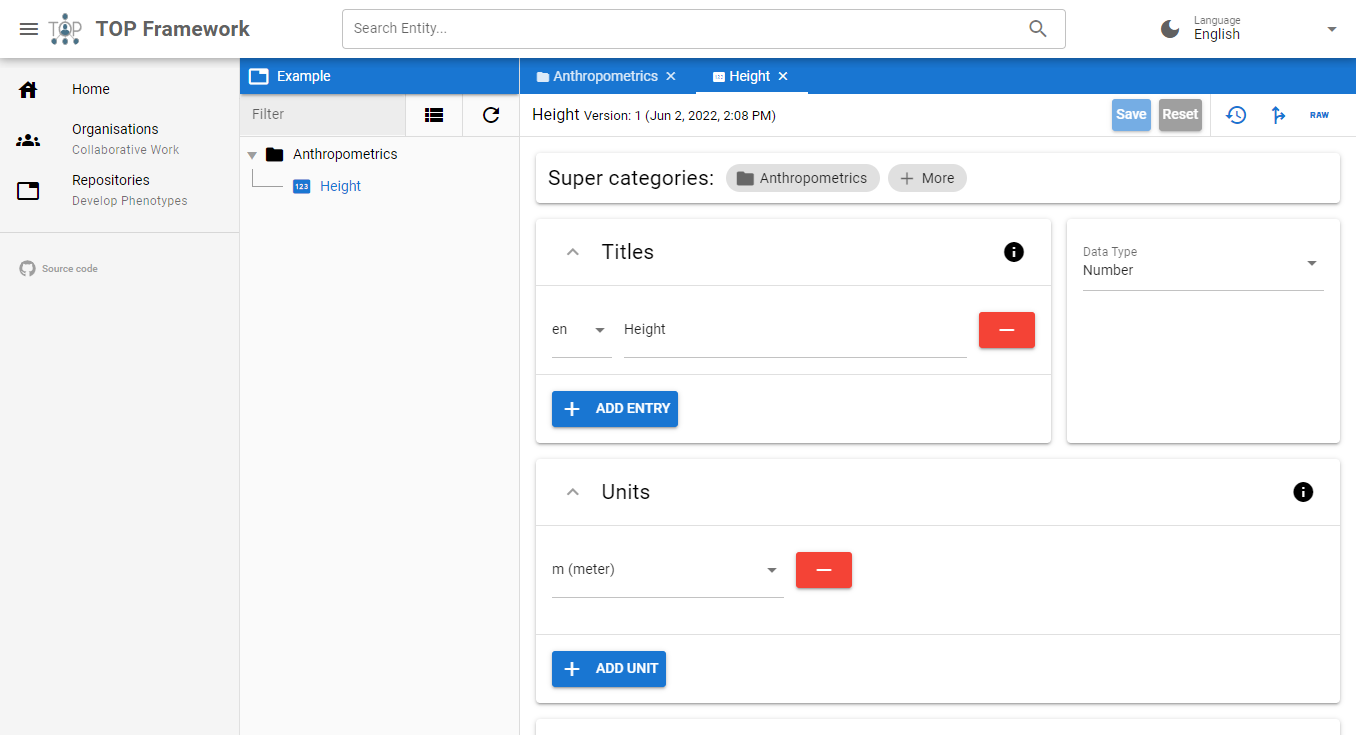 TOP
TOP Framework
Search Entity...
Language
English
Home
Organisations
Collaborative Work
Repositories
Develop Phenotypes
Source code
Example
Filter
Anthropometrics
123
Height
Anthropometrics
Height
Height Version: 1 (Jun 2, 2022, 2:08 PM)
Save
Reset
RAW
Super categories:
Anthropometrics
More
Titles
en
Height
ADD ENTRY
Data Type
Number
Units
m (meter)
ADD UNIT